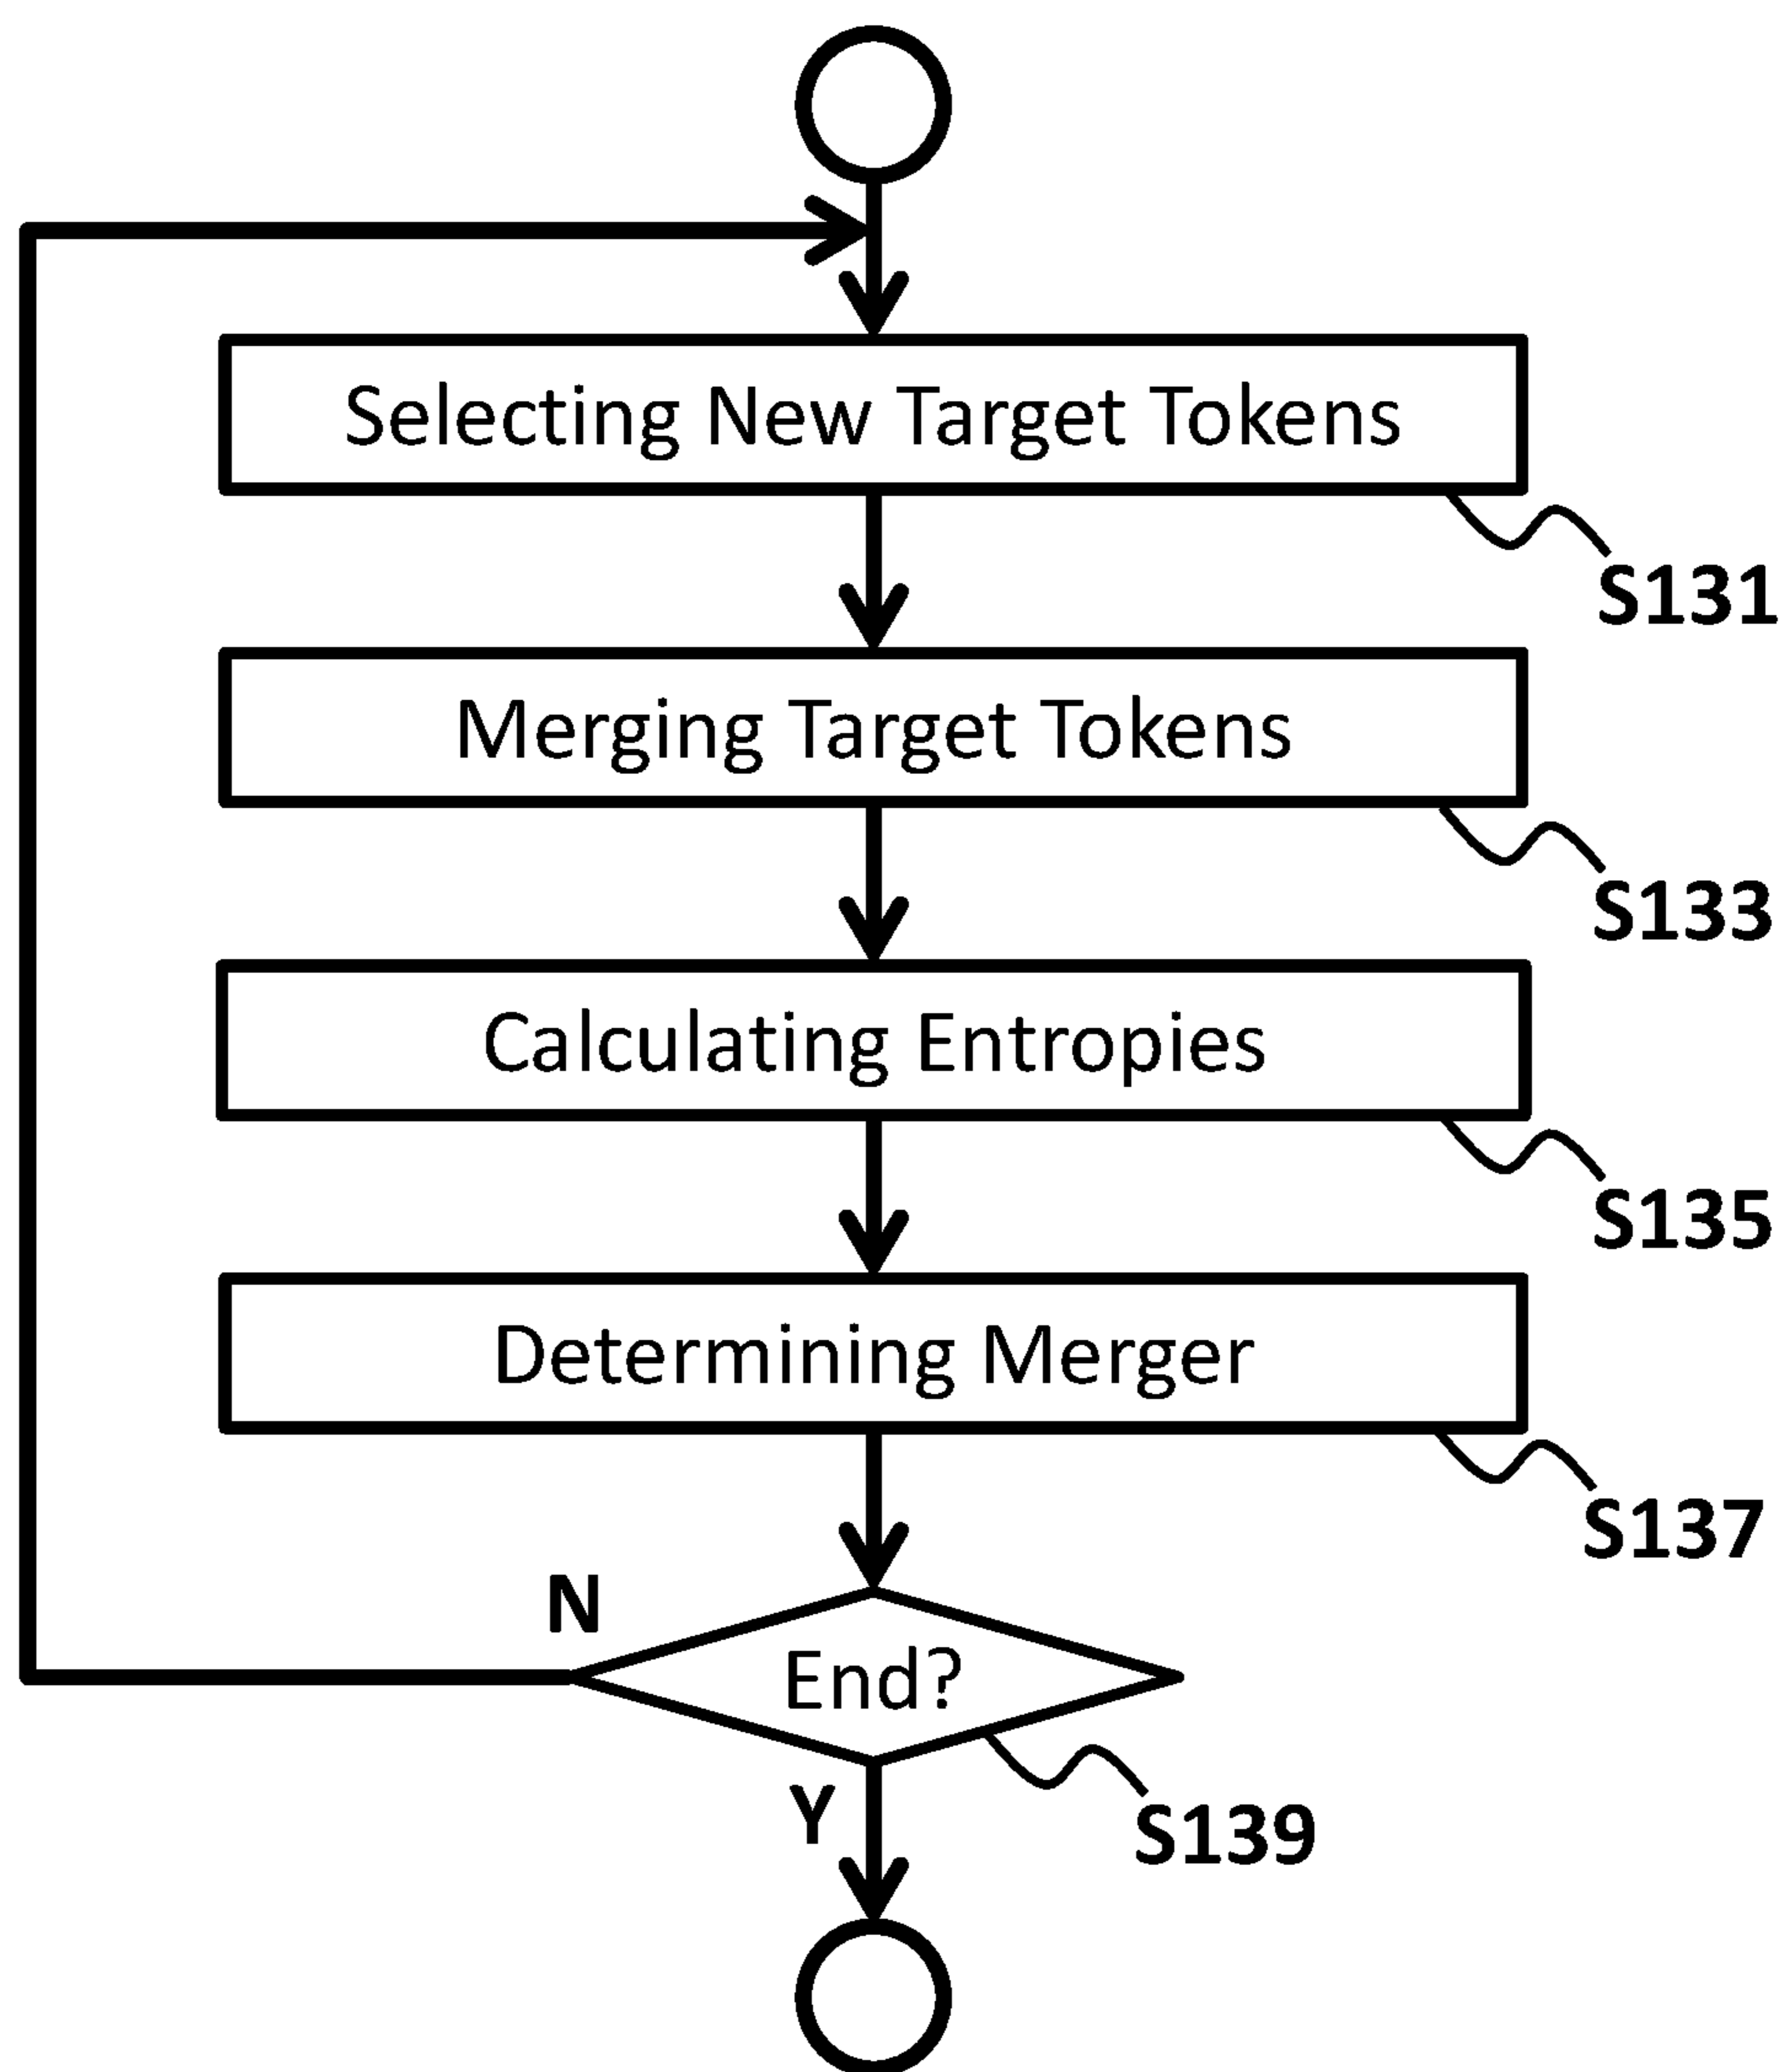 Selecting New Target Tokens
S131
Merging Target Tokens
S133
Calculating Entropies
S135
Determining Merger
S137
N
End?
Y
S139